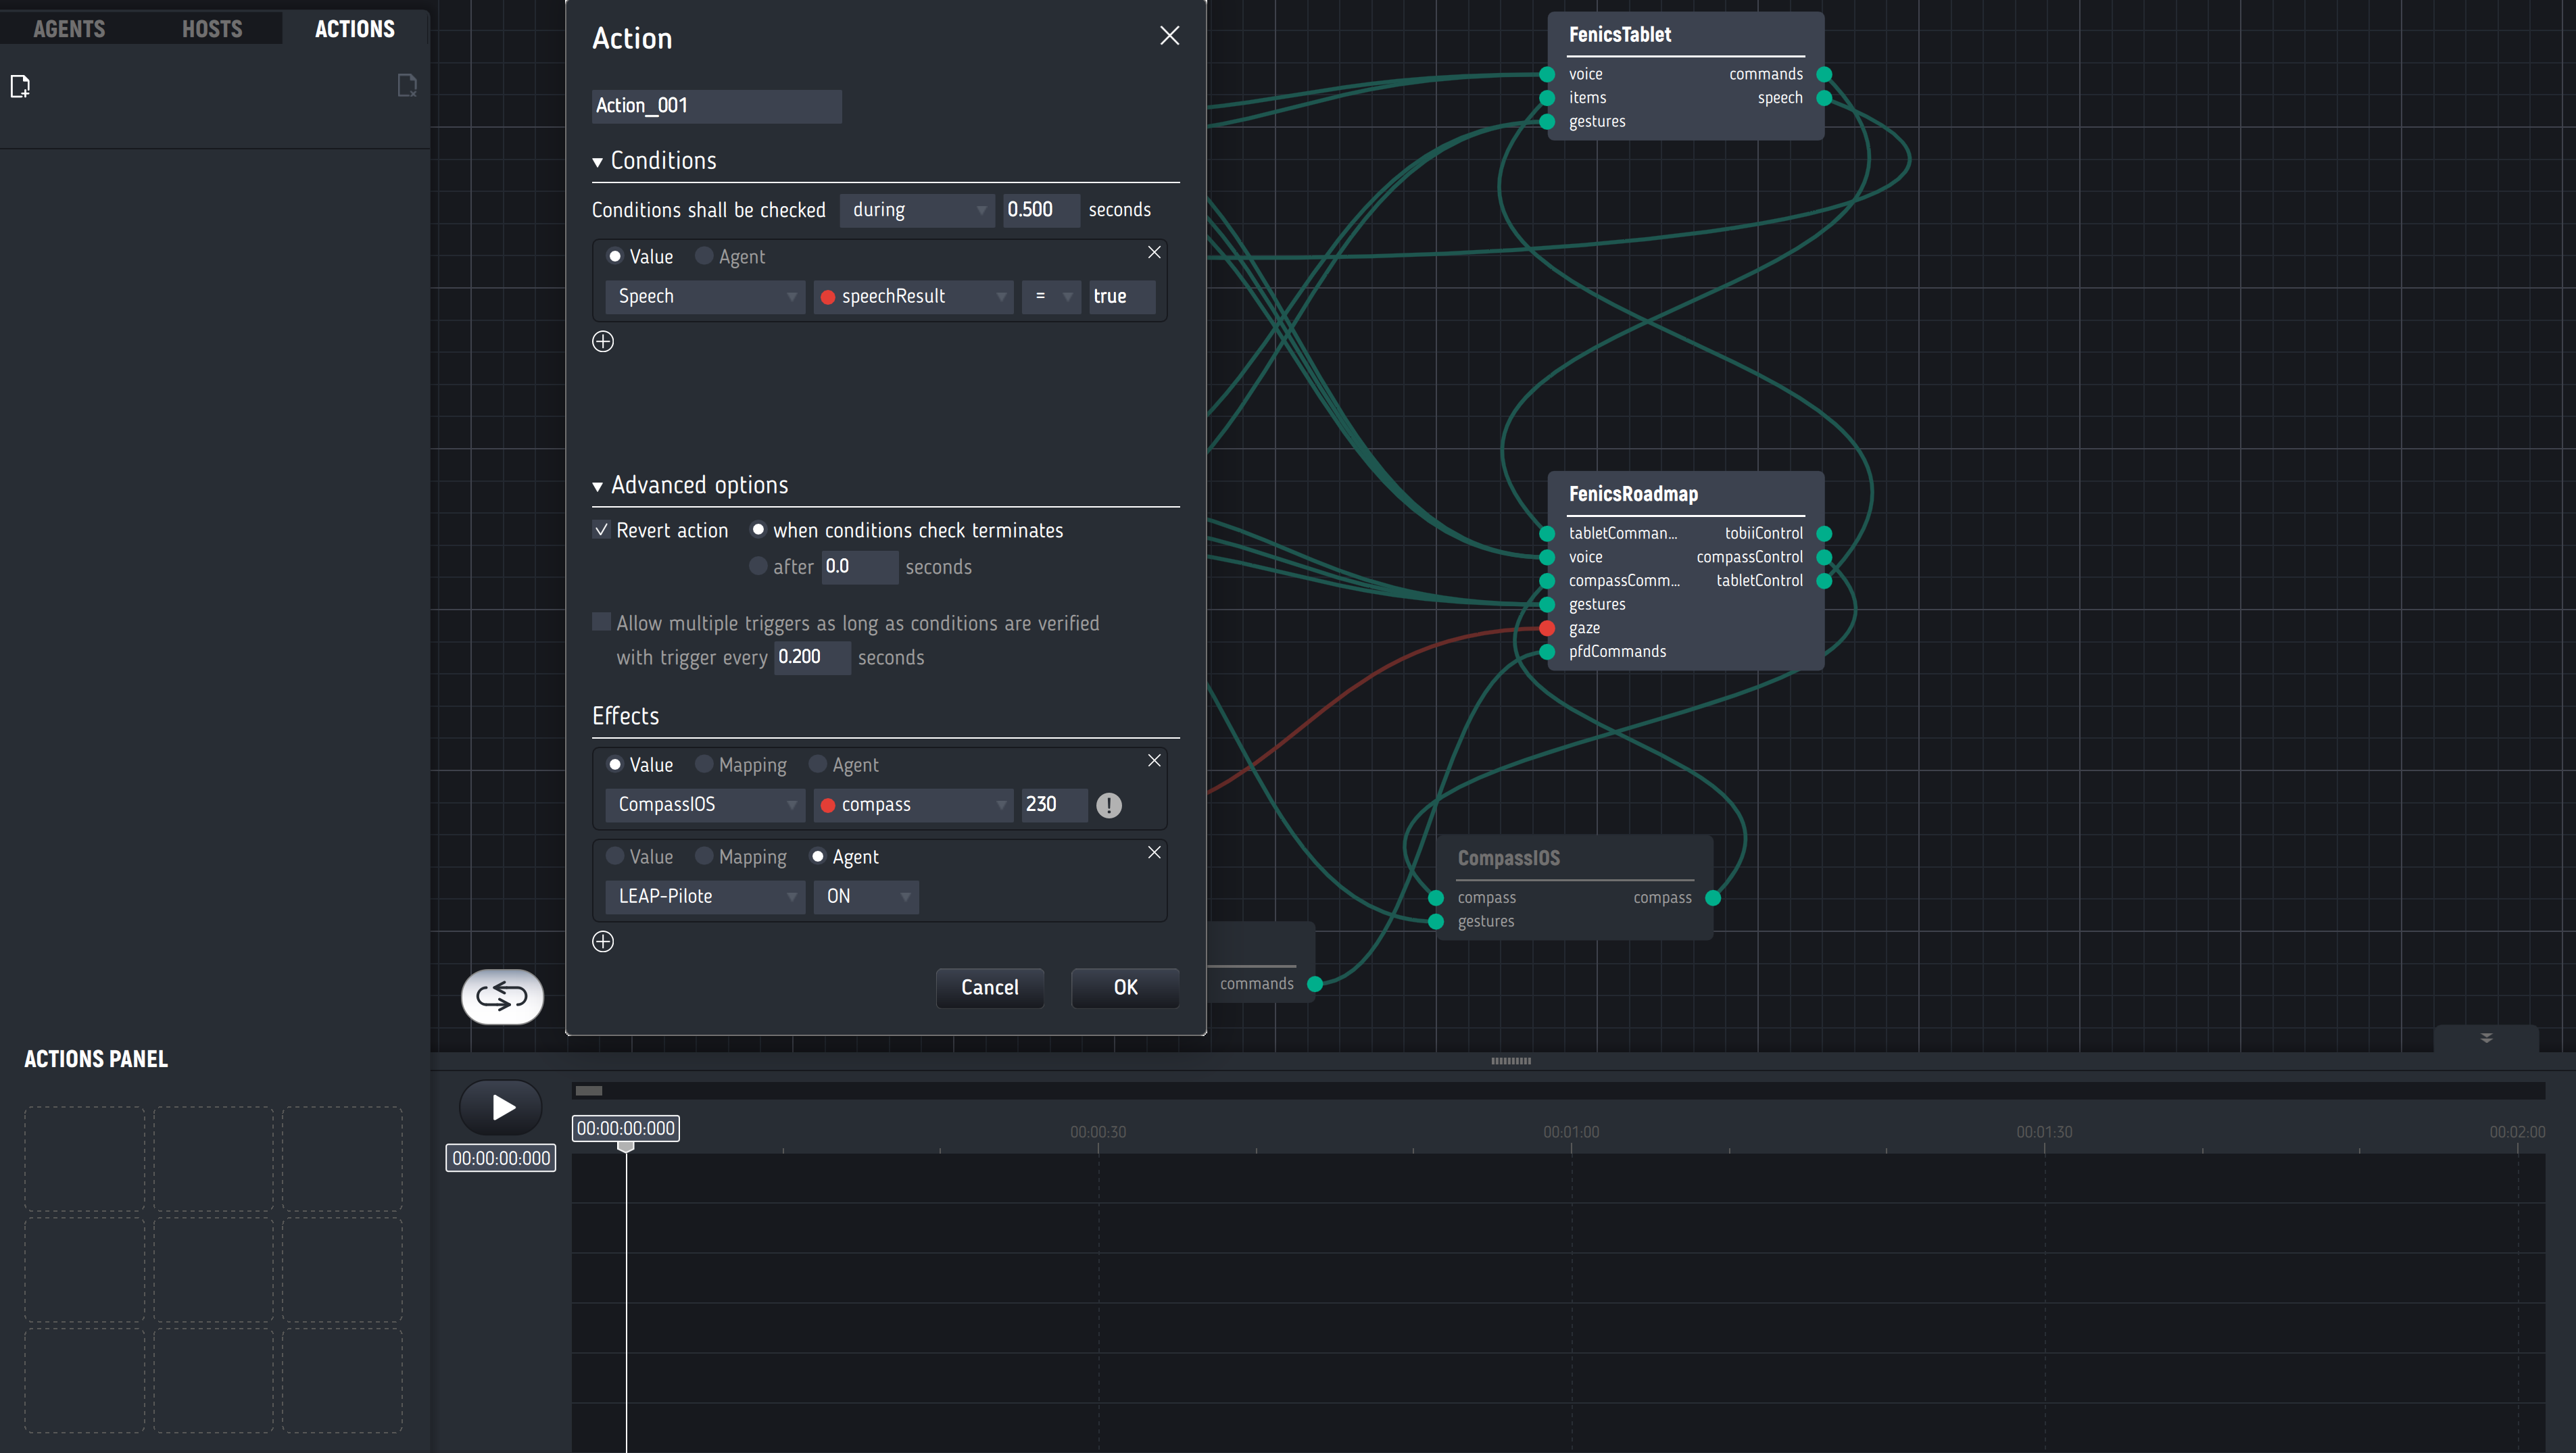 AGENTS HOSTS ACTIONS
Action
Action_001
Conditions
Conditions shall be checked during 0.500 seconds
Value Agent
Speech speechResult = true
Advanced options
Revert action when conditions check terminates
after 0.0 seconds
Allow multiple triggers as long as conditions are verified
with trigger every 0.200 seconds
Effects
Value Mapping Agent
CompassIOS compass 230 !
Value Mapping Agent
LEAP-Pilote ON
Cancel OK
FenicsTablet
voice commands
items speech
gestures
FenicsRoadmap
tabletComman... tobiiControl
voice compassControl
compassComm... tabletControl
gestures
gaze
pfdCommands
CompassIOS
compass compass
gestures
commands
ACTIONS PANEL
00:00:00:000
00:00:00:000
00:00:30 00:01:00 00:01:30 00:02:00